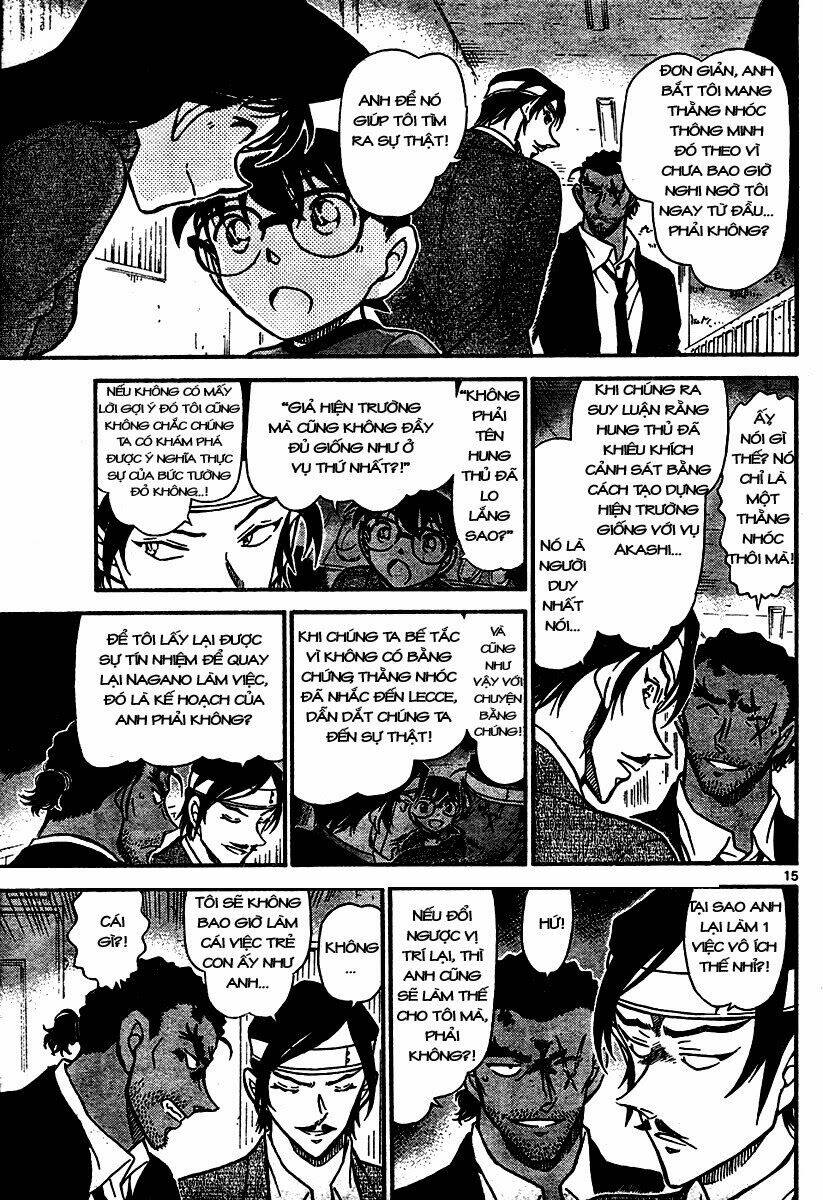 ĐƠN GIẢN, ANH
BẮT TÔI MANG
THẰNG NHÓC
THÔNG MINH
ĐÓ THEO VÌ
CHƯA BAO GIỜ
NGHI NGỜ TÔI
NGAY TỪ ĐẦU...
PHẢI KHÔNG?
ANH ĐỂ NÓ
GIÚP TÔI TÌM
RA SỰ THẬT!
ẤY,
NÓI GÌ
THẾ? NÓ
CHỈ LÀ
MỘT
THẰNG
NHÓC
THÔI MÀ!
KHI CHÚNG RA
SUY LUẬN RẰNG
HUNG THỦ ĐÃ
KHIÊU KHÍCH
CẢNH SÁT BẰNG
CÁCH TẠO DỰNG
HIỆN TRƯỜNG
GIỐNG VỚI VỤ
AKASHI...
NÓ LÀ
NGƯỜI
DUY
NHẤT
NÓI...
"KHÔNG
PHẢI
TÊN
HUNG
THỦ ĐÃ
LO
LẮNG
SAO?"
"GIẢ HIỆN TRƯỜNG
MÀ CŨNG KHÔNG ĐẦY
ĐỦ GIỐNG NHƯ Ở
VỤ THỨ NHẤT?!"
NẾU KHÔNG CÓ MẤY
LỜI GỢI Ý ĐÓ TÔI CŨNG
KHÔNG CHẮC CHÚNG
TA CÓ KHÁM PHÁ
ĐƯỢC Ý NGHĨA THỰC
SỰ CỦA BỨC TƯỜNG
ĐỎ KHÔNG..!
VÀ
CŨNG
NHƯ
VẬY VỚI
CHUYỆN
BẰNG
CHỨNG!
KHI CHÚNG TA BẾ TẮC
VÌ KHÔNG CÓ BẰNG
CHỨNG, THẰNG NHÓC
ĐÃ NHẮC ĐẾN LECCE,
DẪN DẮT CHÚNG TA
ĐẾN SỰ THẬT!
ĐỂ TÔI LẤY LẠI ĐƯỢC
SỰ TÍN NHIỆM ĐỂ QUAY
LẠI NAGANO LÀM VIỆC,
ĐÓ LÀ KẾ HOẠCH CỦA
ANH PHẢI KHÔNG?
15
TẠI SAO ANH
LẠI LÀM 1
VIỆC VÔ ÍCH
THẾ NHỈ?!
HỨ!
NẾU ĐỔI
NGƯỢC VỊ
TRÍ LẠI, THÌ
ANH CŨNG
SẼ LÀM THẾ
CHO TÔI MÀ,
PHẢI
KHÔNG?!
KHÔNG
...
TÔI SẼ KHÔNG
BAO GIỜ LÀM
CÁI VIỆC TRẺ
CON ẤY NHƯ
ANH...
CÁI
GÌ?!